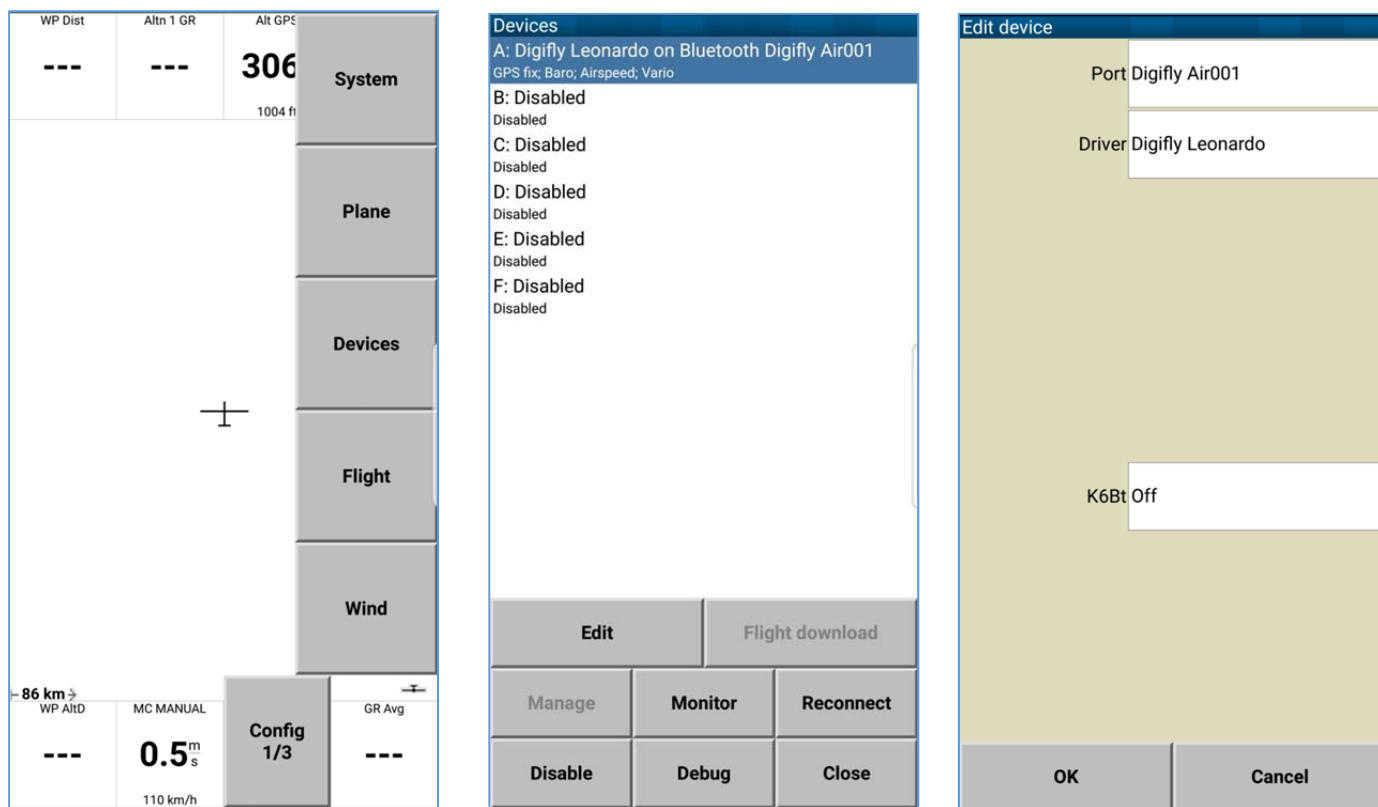 WP Dist
Altn 1 GR
Alt GPS
---
---
306
1004 ft
System
Plane
Devices
Flight
Wind
86 km
WP AltD
MC MANUAL
GR Avg
---
0.5 m/s
---
110 km/h
Config
1/3
Devices
A: Digifly Leonardo on Bluetooth Digifly Air001
GPS fix; Baro; Airspeed; Vario
B: Disabled
Disabled
C: Disabled
Disabled
D: Disabled
Disabled
E: Disabled
Disabled
F: Disabled
Disabled
Edit
Flight download
Manage
Monitor
Reconnect
Disable
Debug
Close
Edit device
Port Digifly Air001
Driver Digifly Leonardo
K6Bt Off
OK
Cancel